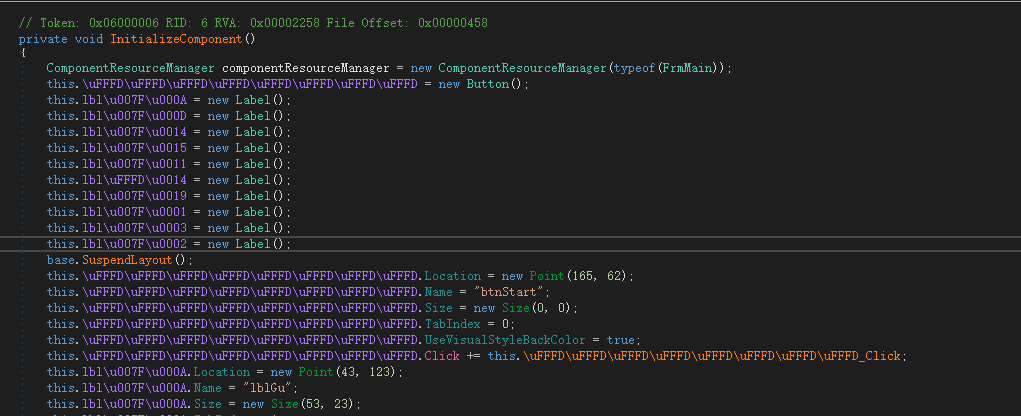 // Token: 0x06000006 RID: 6 RVA: 0x00002258 File Offset: 0x00000458
private void InitializeComponent()
{
ComponentResourceManager componentResourceManager = new ComponentResourceManager(typeof(FrmMain));
this.\uFFFD\uFFFD\uFFFD\uFFFD\uFFFD\uFFFD\uFFFD\uFFFD = new Button();
this.lbl\u007F\u000A = new Label();
this.lbl\u007F\u000D = new Label();
this.lbl\u007F\u0014 = new Label();
this.lbl\u007F\u0015 = new Label();
this.lbl\u007F\u0011 = new Label();
this.lbl\uFFFD\u0014 = new Label();
this.lbl\u007F\u0019 = new Label();
this.lbl\u007F\u0001 = new Label();
this.lbl\u007F\u0003 = new Label();
this.lbl\u007F\u0002 = new Label();
base.SuspendLayout();
this.\uFFFD\uFFFD\uFFFD\uFFFD\uFFFD\uFFFD\uFFFD\uFFFD.Location = new Point(165, 62);
this.\uFFFD\uFFFD\uFFFD\uFFFD\uFFFD\uFFFD\uFFFD\uFFFD.Name = "btnStart";
this.\uFFFD\uFFFD\uFFFD\uFFFD\uFFFD\uFFFD\uFFFD\uFFFD.Size = new Size(0, 0);
this.\uFFFD\uFFFD\uFFFD\uFFFD\uFFFD\uFFFD\uFFFD\uFFFD.TabIndex = 0;
this.\uFFFD\uFFFD\uFFFD\uFFFD\uFFFD\uFFFD\uFFFD\uFFFD.UseVisualStyleBackColor = true;
this.\uFFFD\uFFFD\uFFFD\uFFFD\uFFFD\uFFFD\uFFFD\uFFFD.Click += this.\uFFFD\uFFFD\uFFFD\uFFFD\uFFFD\uFFFD\uFFFD\uFFFD_Click;
this.lbl\u007F\u000A.Location = new Point(43, 123);
this.lbl\u007F\u000A.Name = "lblGu";
this.lbl\u007F\u000A.Size = new Size(53, 23);